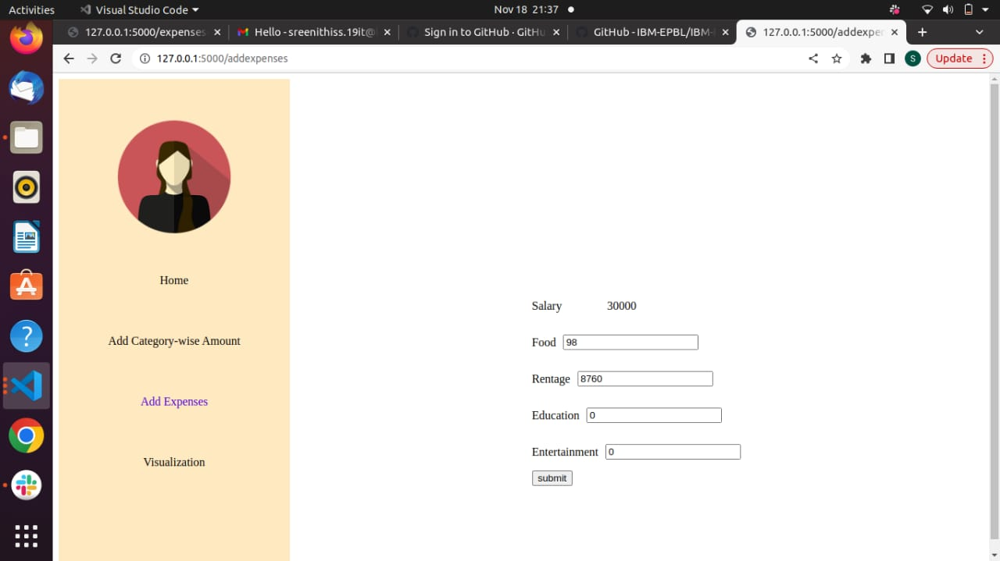 Activities Visual Studio Code Nov 18 21:37
127.0.0.1:5000/expenses Hello - sreenithiss.19it@ Sign in to GitHub · GitHu GitHub - IBM-EPBL/IBM- 127.0.0.1:5000/addexpen
127.0.0.1:5000/addexpenses S Update
Home
Add Category-wise Amount
Add Expenses
Visualization
Salary 30000
Food 98
Rentage 8760
Education 0
Entertainment 0
submit